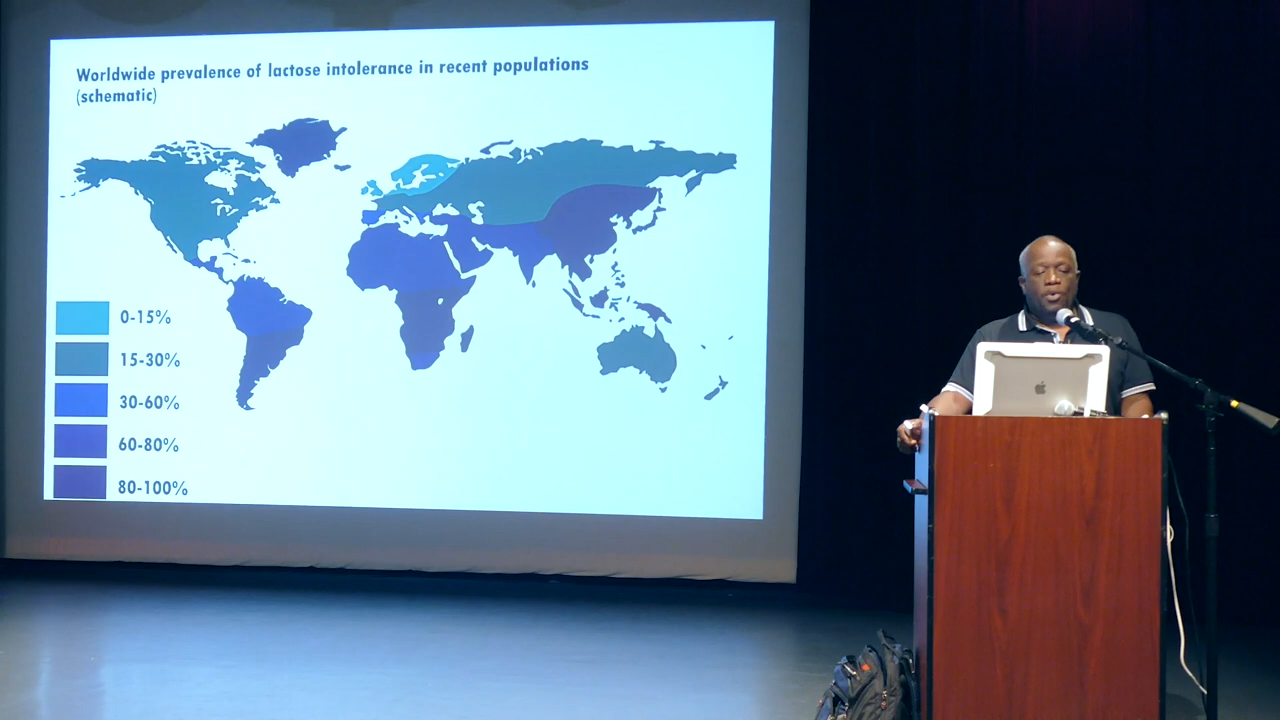 Worldwide prevalence of lactose intolerance in recent populations
(schematic)
0-15%
15-30%
30-60%
60-80%
80-100%